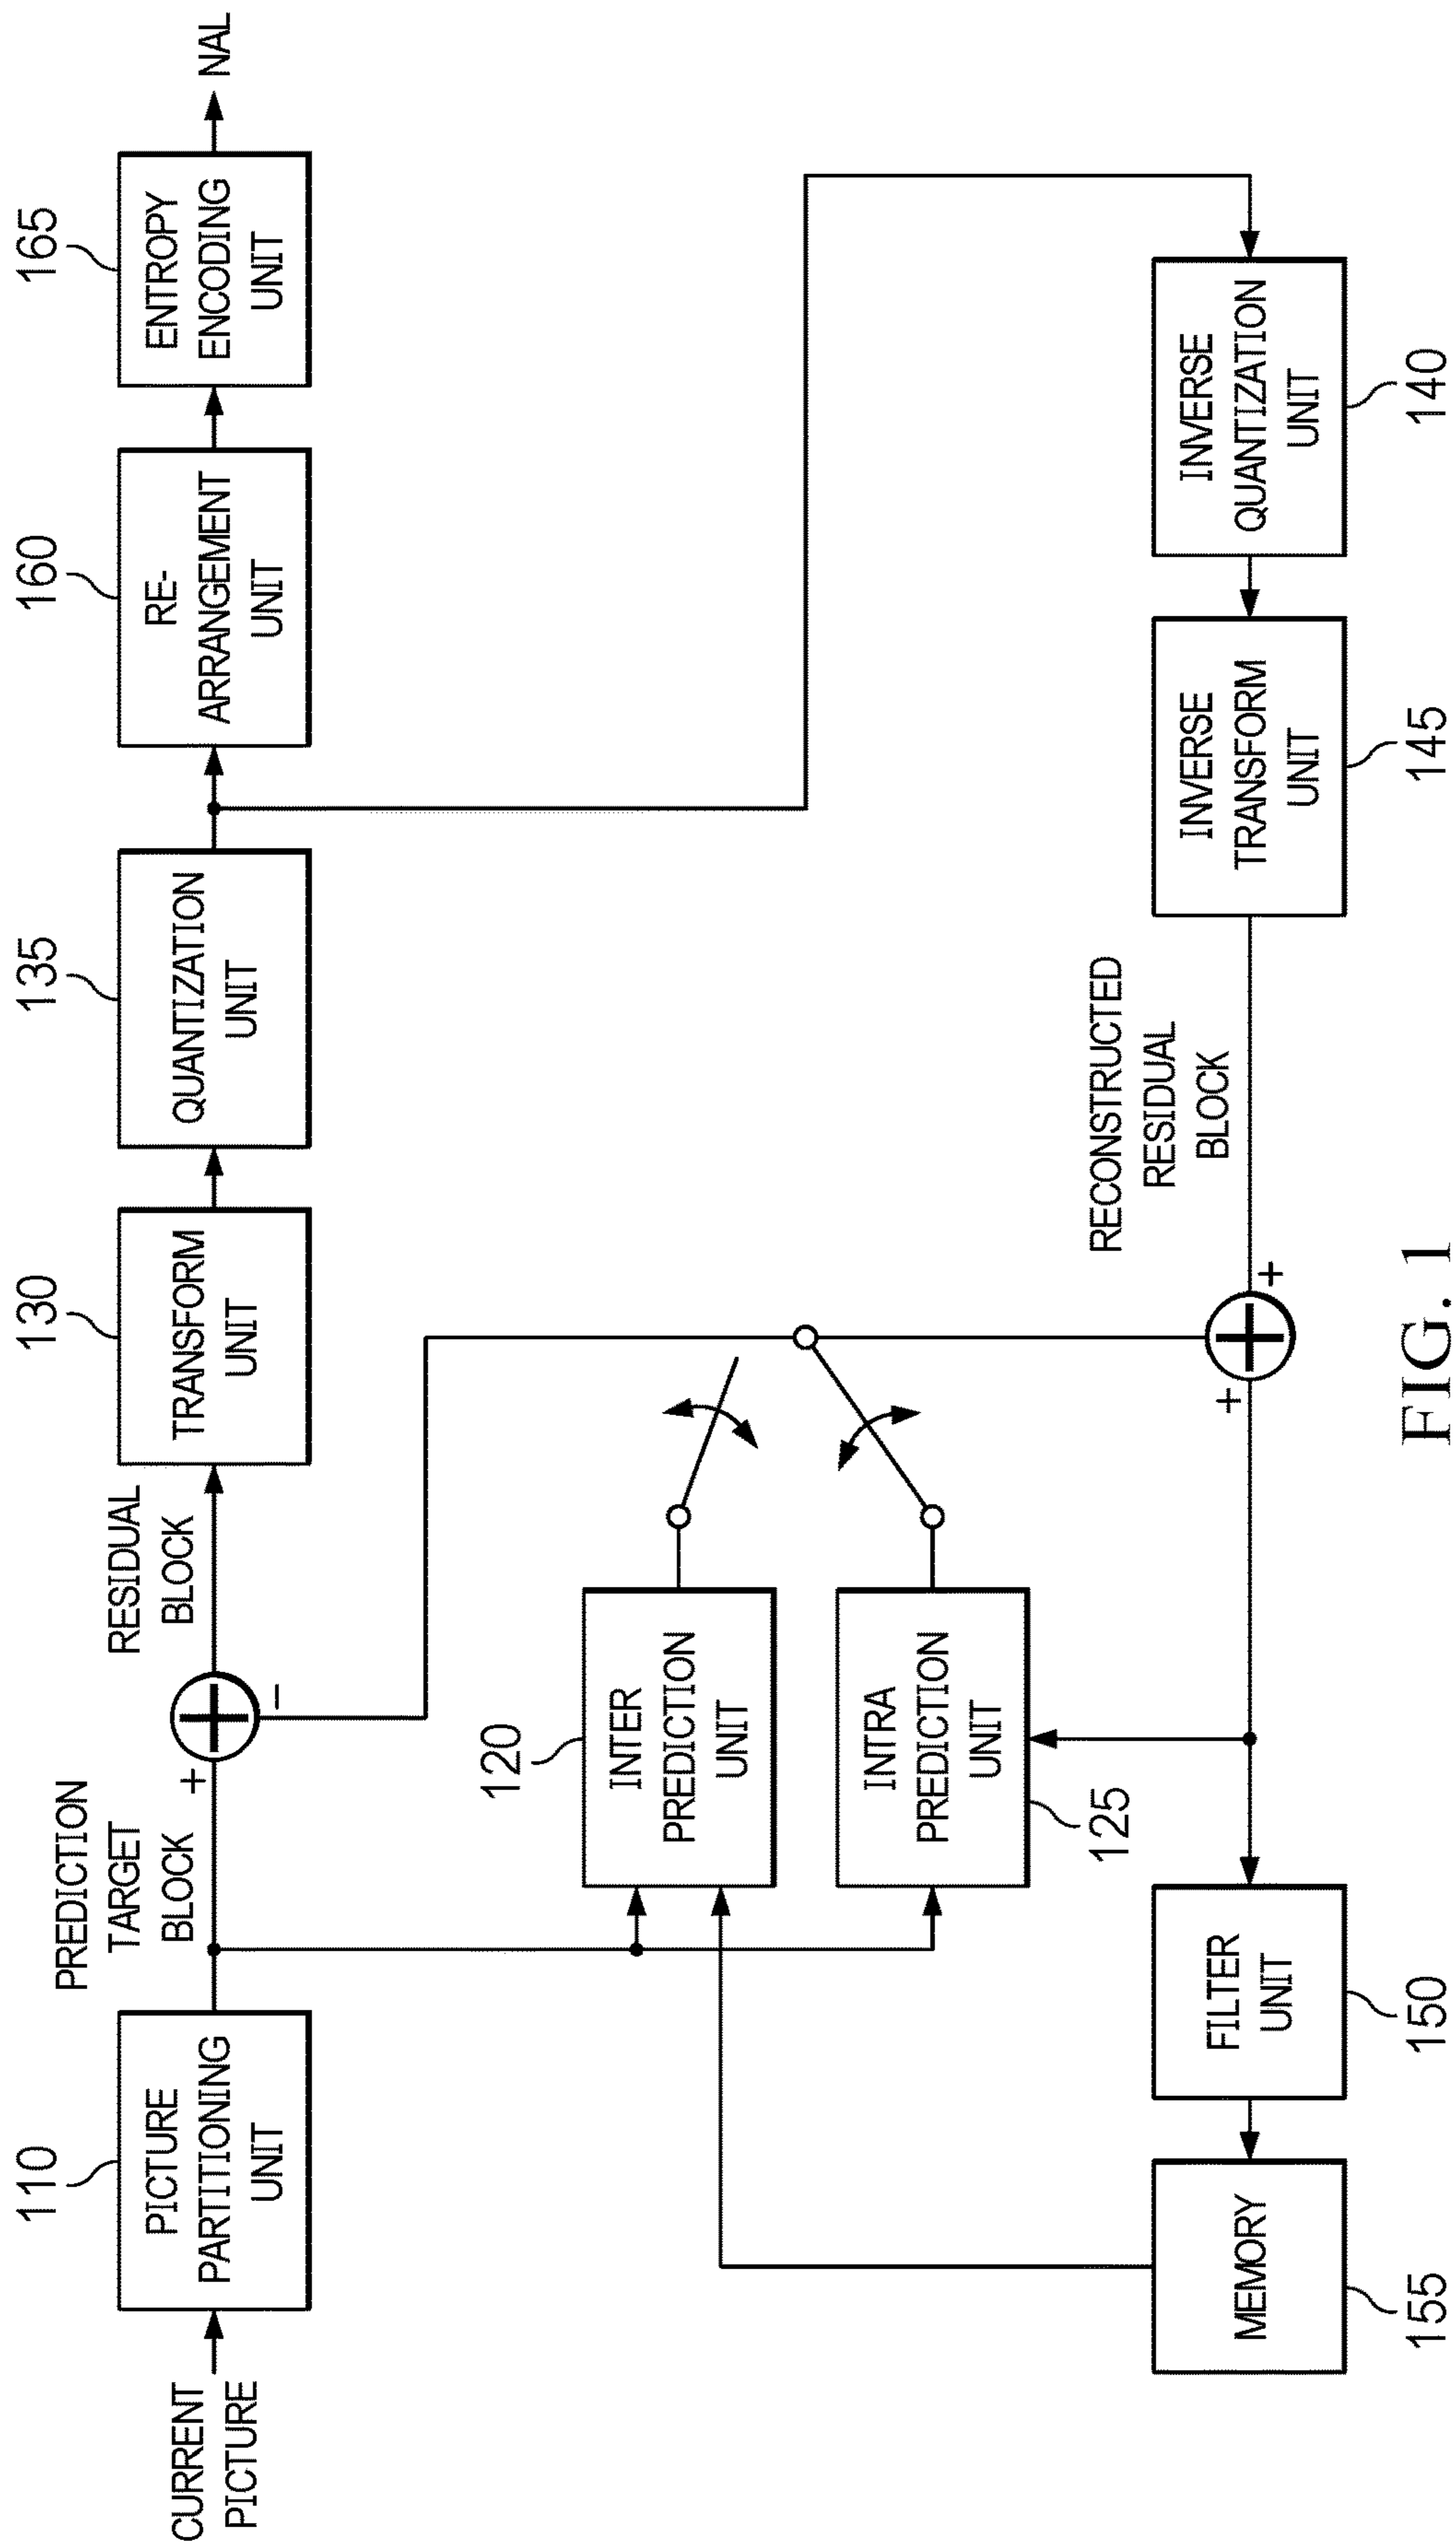 110
PICTURE
PARTITIONING
UNIT
CURRENT
PICTURE
PREDICTION
TARGET
BLOCK
+
-
RESIDUAL
BLOCK
130
TRANSFORM
UNIT
135
QUANTIZATION
UNIT
160
RE-
ARRANGEMENT
UNIT
165
ENTROPY
ENCODING
UNIT
NAL
120
INTER
PREDICTION
UNIT
INTRA
PREDICTION
UNIT
125
MEMORY
155
FILTER
UNIT
150
+
+
RECONSTRUCTED
RESIDUAL
BLOCK
INVERSE
TRANSFORM
UNIT
145
INVERSE
QUANTIZATION
UNIT
140
FIG. 1